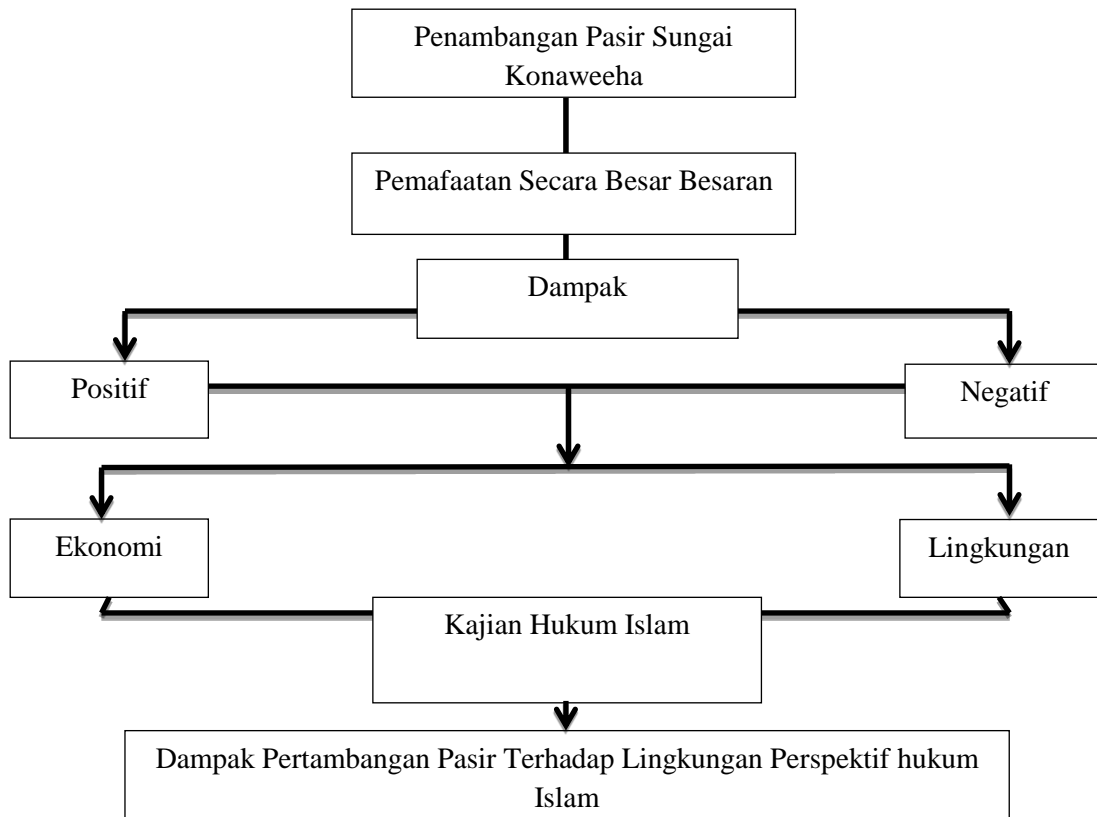 Penambangan Pasir Sungai
Konaweeha
Pemafaatan Secara Besar Besaran
Dampak
Positif
Negatif
Ekonomi
Lingkungan
Kajian Hukum Islam
Dampak Pertambangan Pasir Terhadap Lingkungan Perspektif hukum
Islam